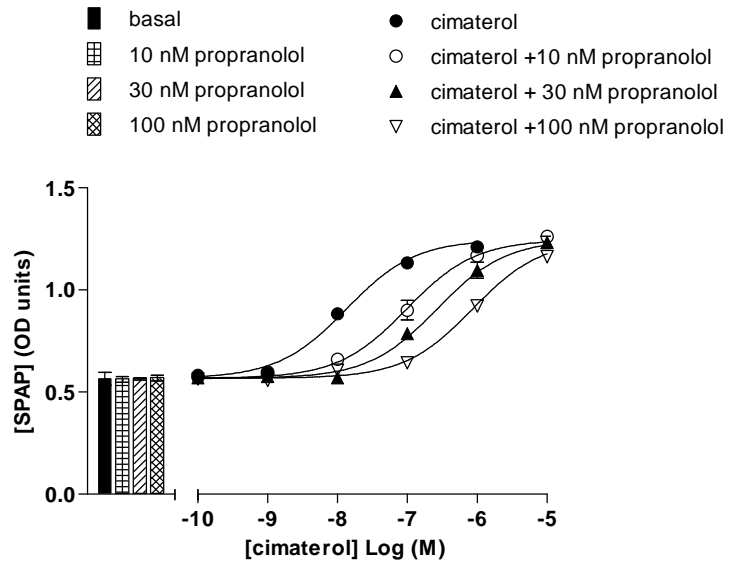 basal
10 nM propranolol
30 nM propranolol
100 nM propranolol
cimaterol
cimaterol +10 nM propranolol
cimaterol + 30 nM propranolol
cimaterol +100 nM propranolol
[SPAP] (OD units)
1.5
1.0
0.5
0.0
-10 -9 -8 -7 -6 -5
[cimaterol] Log (M)